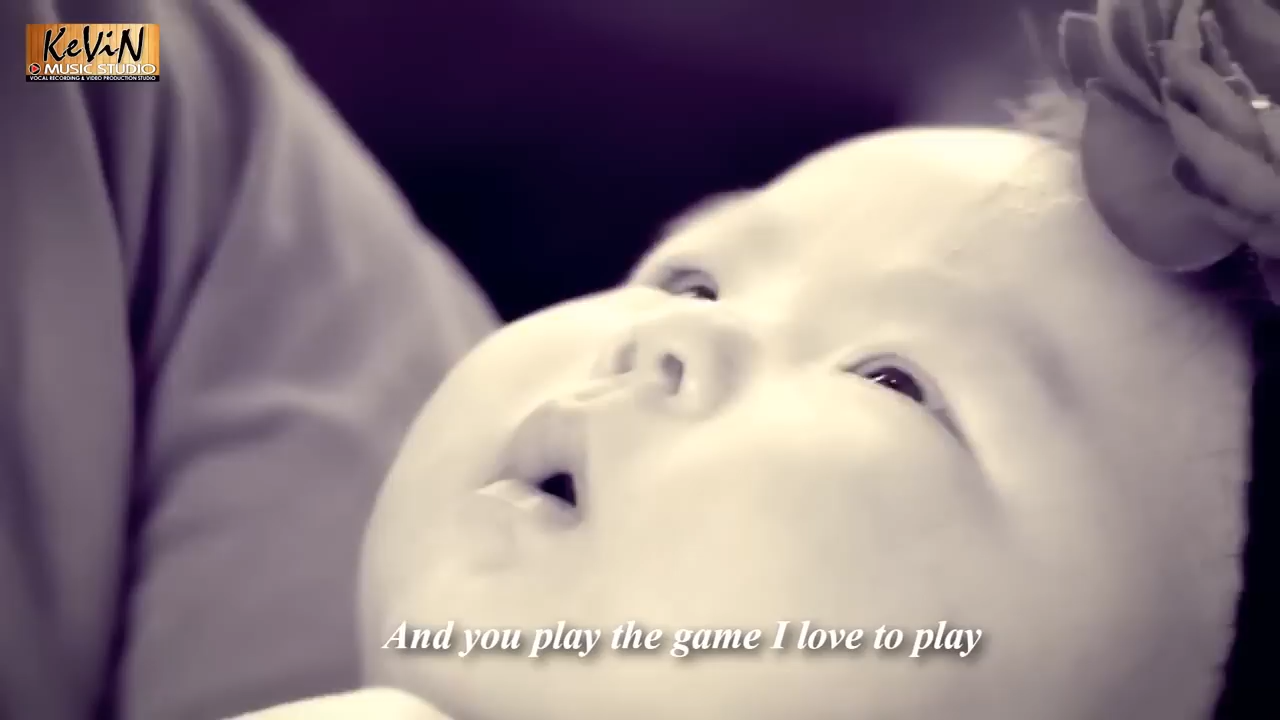 KeViN
MUSIC STUDIO
VOCAL RECORDING & VIDEO PRODUCTION STUDIO
And you play the game I love to play